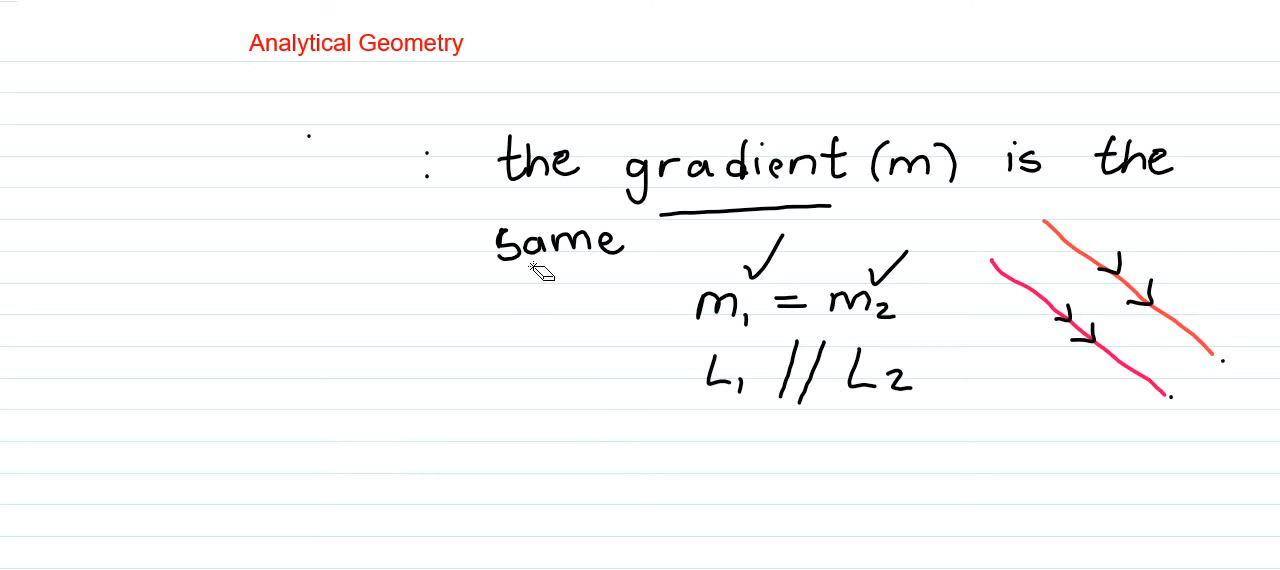 Analytical Geometry
: the gradient (m) is the
same
m₁ = m₂
L₁ // L₂